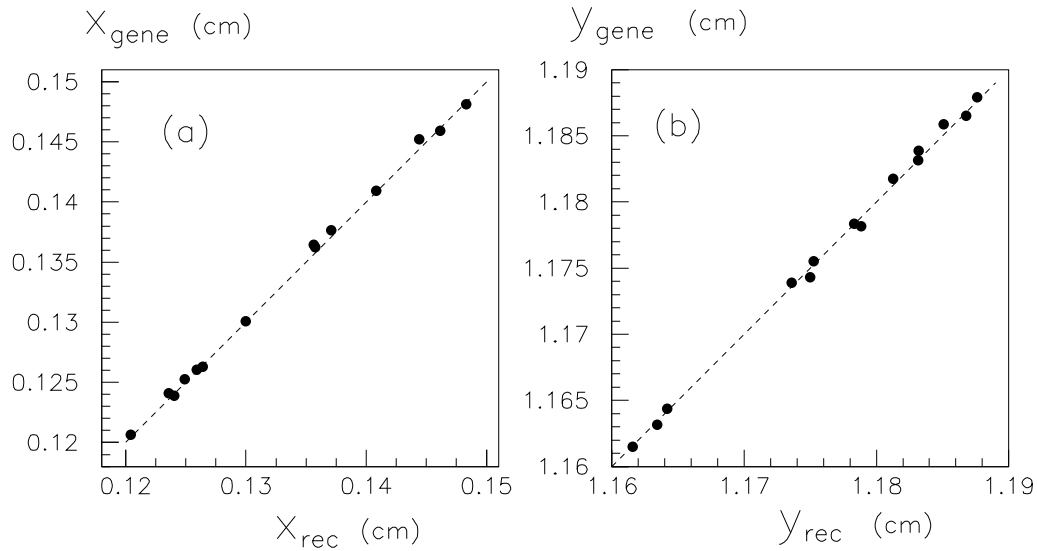 x_gene (cm)
0.15
0.145
0.14
0.135
0.13
0.125
0.12
(a)
0.12 0.13 0.14 0.15
x_rec (cm)
y_gene (cm)
1.19
1.185
1.18
1.175
1.17
1.165
1.16
(b)
1.16 1.17 1.18 1.19
y_rec (cm)